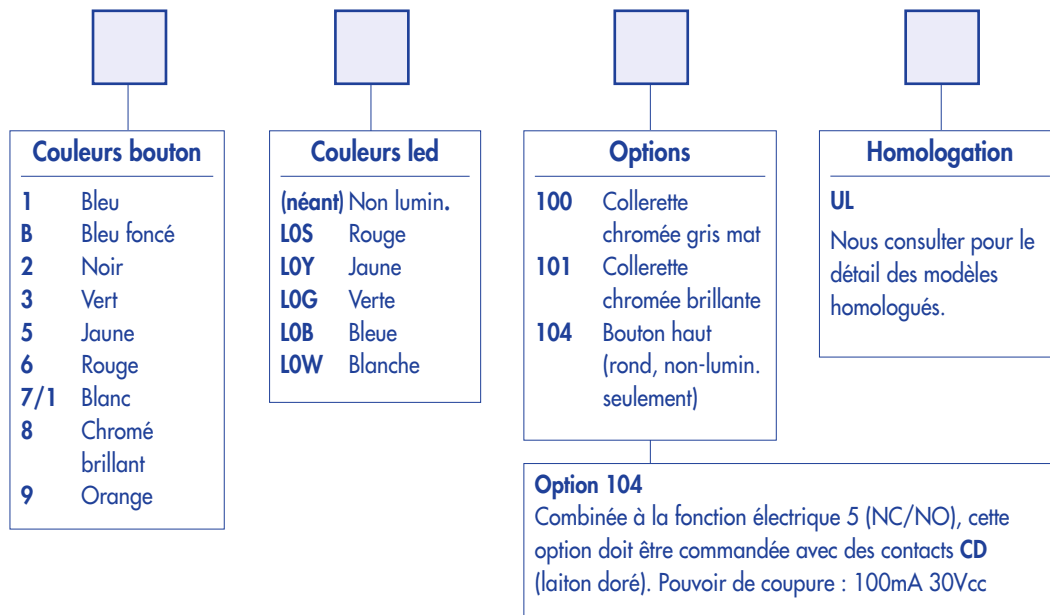 Couleurs bouton
1 Bleu
B Bleu foncé
2 Noir
3 Vert
5 Jaune
6 Rouge
7/1 Blanc
8 Chromé
brillant
9 Orange
Couleurs led
(néant) Non lumin.
L0S Rouge
L0Y Jaune
L0G Verte
L0B Bleue
L0W Blanche
Options
100 Collerette
chromée gris mat
101 Collerette
chromée brillante
104 Bouton haut
(rond, non-lumin.
seulement)
Homologation
UL
Nous consulter pour le
détail des modèles
homologués.
Option 104
Combinée à la fonction électrique 5 (NC/NO), cette
option doit être commandée avec des contacts CD
(laiton doré). Pouvoir de coupure : 100mA 30Vcc